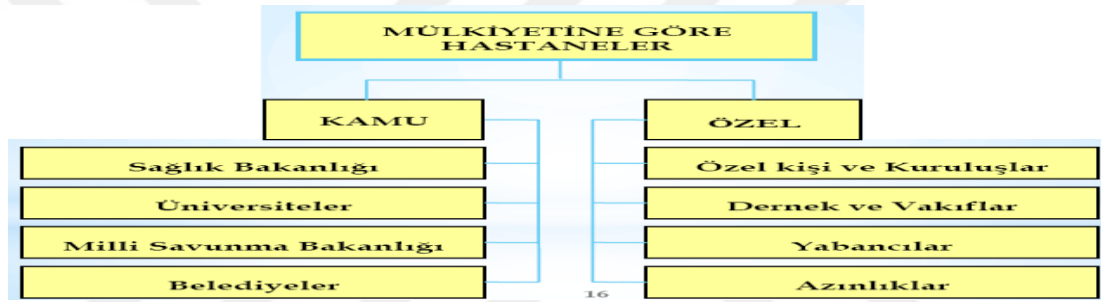 MÜLKİYETİNE GÖRE
HASTANELER
KAMU
Sağlık Bakanlığı
Üniversiteler
Milli Savunma Bakanlığı
Belediyeler
ÖZEL
Özel kişi ve Kuruluşlar
Dernek ve Vakıflar
Yabancılar
Azınlıklar
16